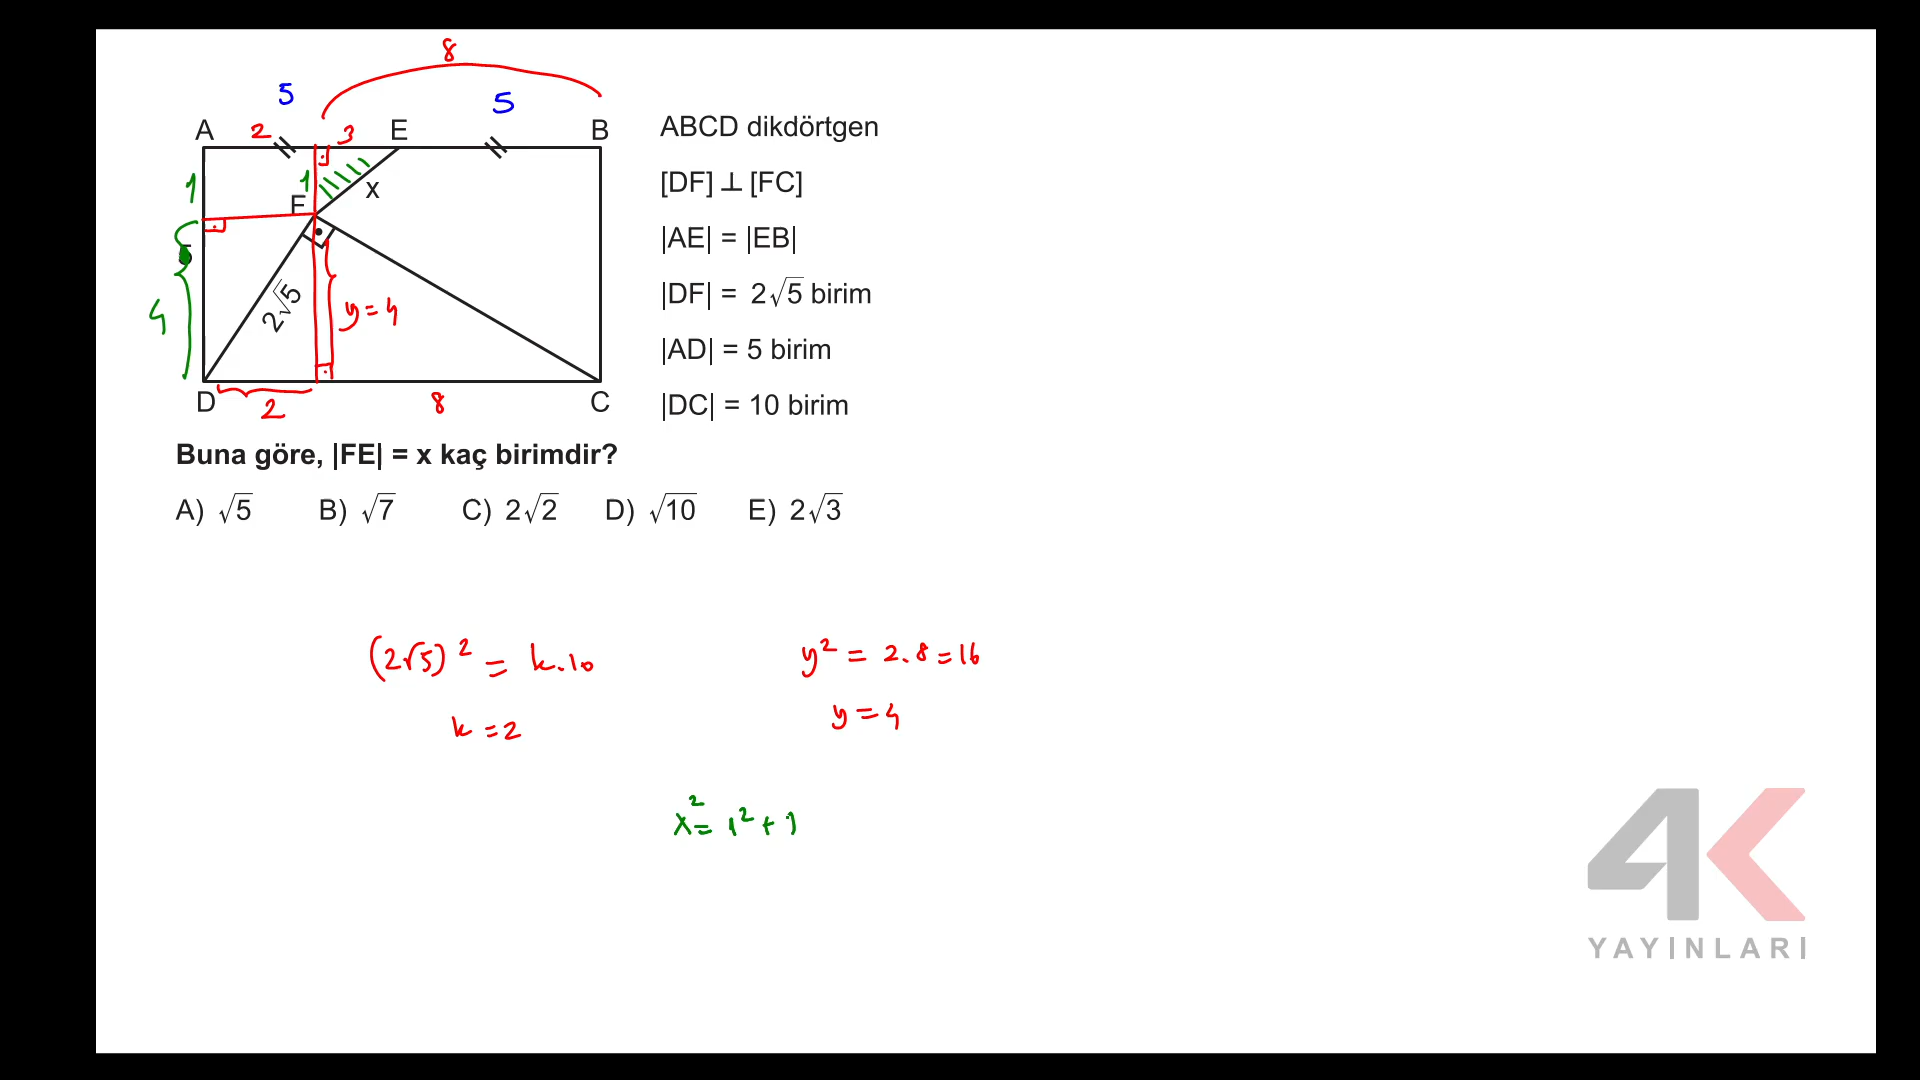 8
5
5
A
2
3
E
B
1
1
x
F
4
2√5
y = 4
D
2
8
C
ABCD dikdörtgen
[DF] ⊥ [FC]
|AE| = |EB|
|DF| = 2√5 birim
|AD| = 5 birim
|DC| = 10 birim
Buna göre, |FE| = x kaç birimdir?
A) √5 B) √7 C) 2√2 D) √10 E) 2√3
(2√5)² = k.10
k = 2
y² = 2.8 = 16
y = 4
x² = 1² +
4K
YAYINLARI